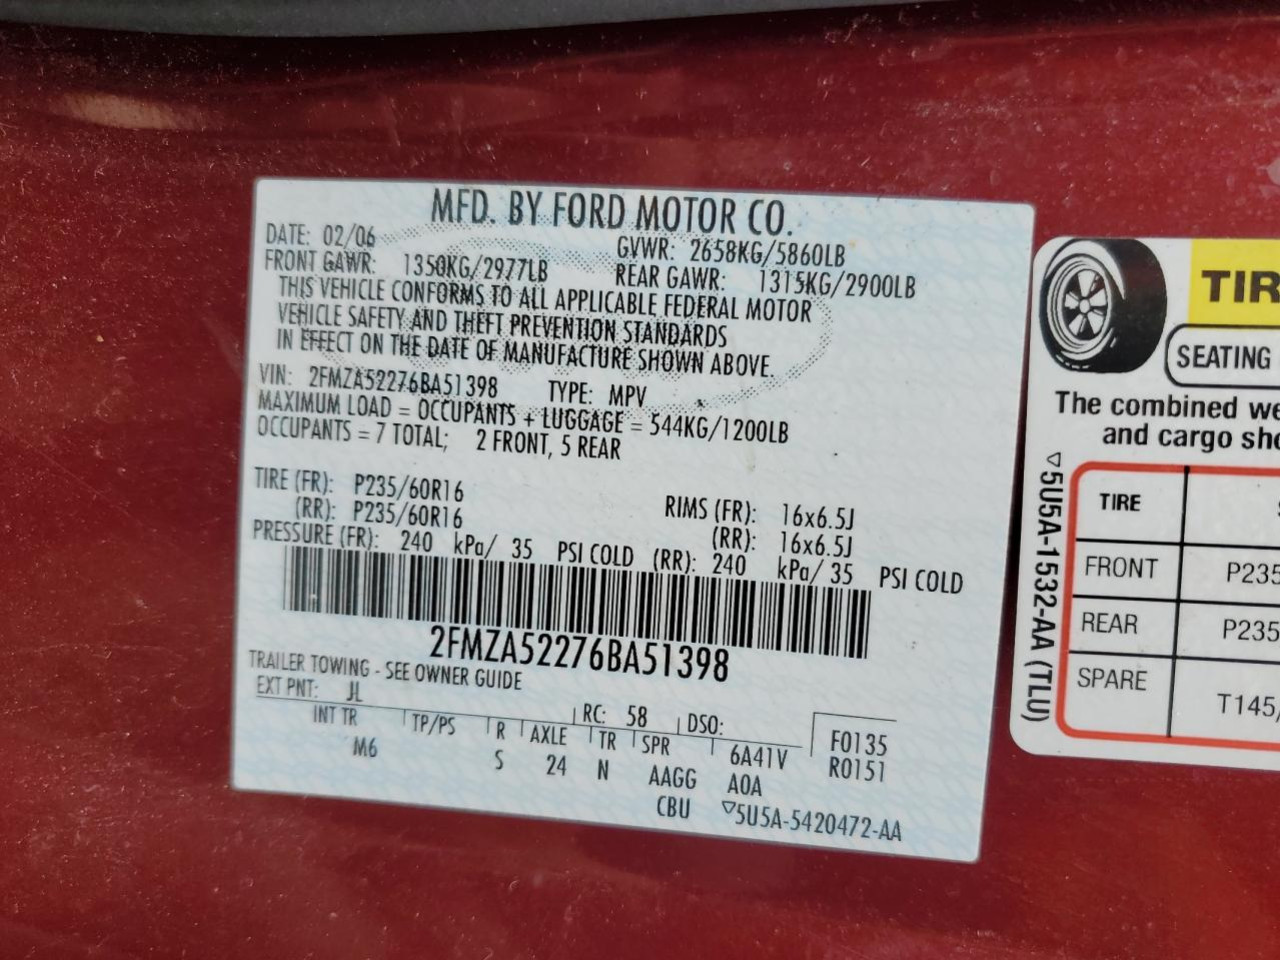 MFD. BY FORD MOTOR CO.
DATE: 02/06
GVWR: 2658KG/5860LB
FRONT GAWR: 1350KG/2977LB
REAR GAWR: 1315KG/2900LB
THIS VEHICLE CONFORMS TO ALL APPLICABLE FEDERAL MOTOR
VEHICLE SAFETY AND THEFT PREVENTION STANDARDS
IN EFFECT ON THE DATE OF MANUFACTURE SHOWN ABOVE.
VIN: 2FMZA52276BA51398 TYPE: MPV
MAXIMUM LOAD = OCCUPANTS + LUGGAGE = 544KG/1200LB
OCCUPANTS = 7 TOTAL; 2 FRONT, 5 REAR
TIRE (FR): P235/60R16 RIMS (FR): 16x6.5J
(RR): P235/60R16 (RR): 16x6.5J
PRESSURE (FR): 240 kPa/ 35 PSI COLD (RR): 240 kPa/ 35 PSI COLD
2FMZA52276BA51398
TRAILER TOWING - SEE OWNER GUIDE
EXT PNT: JL RC: 58 DSO: F0135
INT TR TP/PS R AXLE TR SPR 6A41V R0151
M6 S 24 N AAGG A0A
CBU ▽5U5A-5420472-AA
TIR
SEATING
The combined we
and cargo sho
TIRE
FRONT P235
REAR P235
SPARE T145/
▽5U5A-1532-AA (TLU)